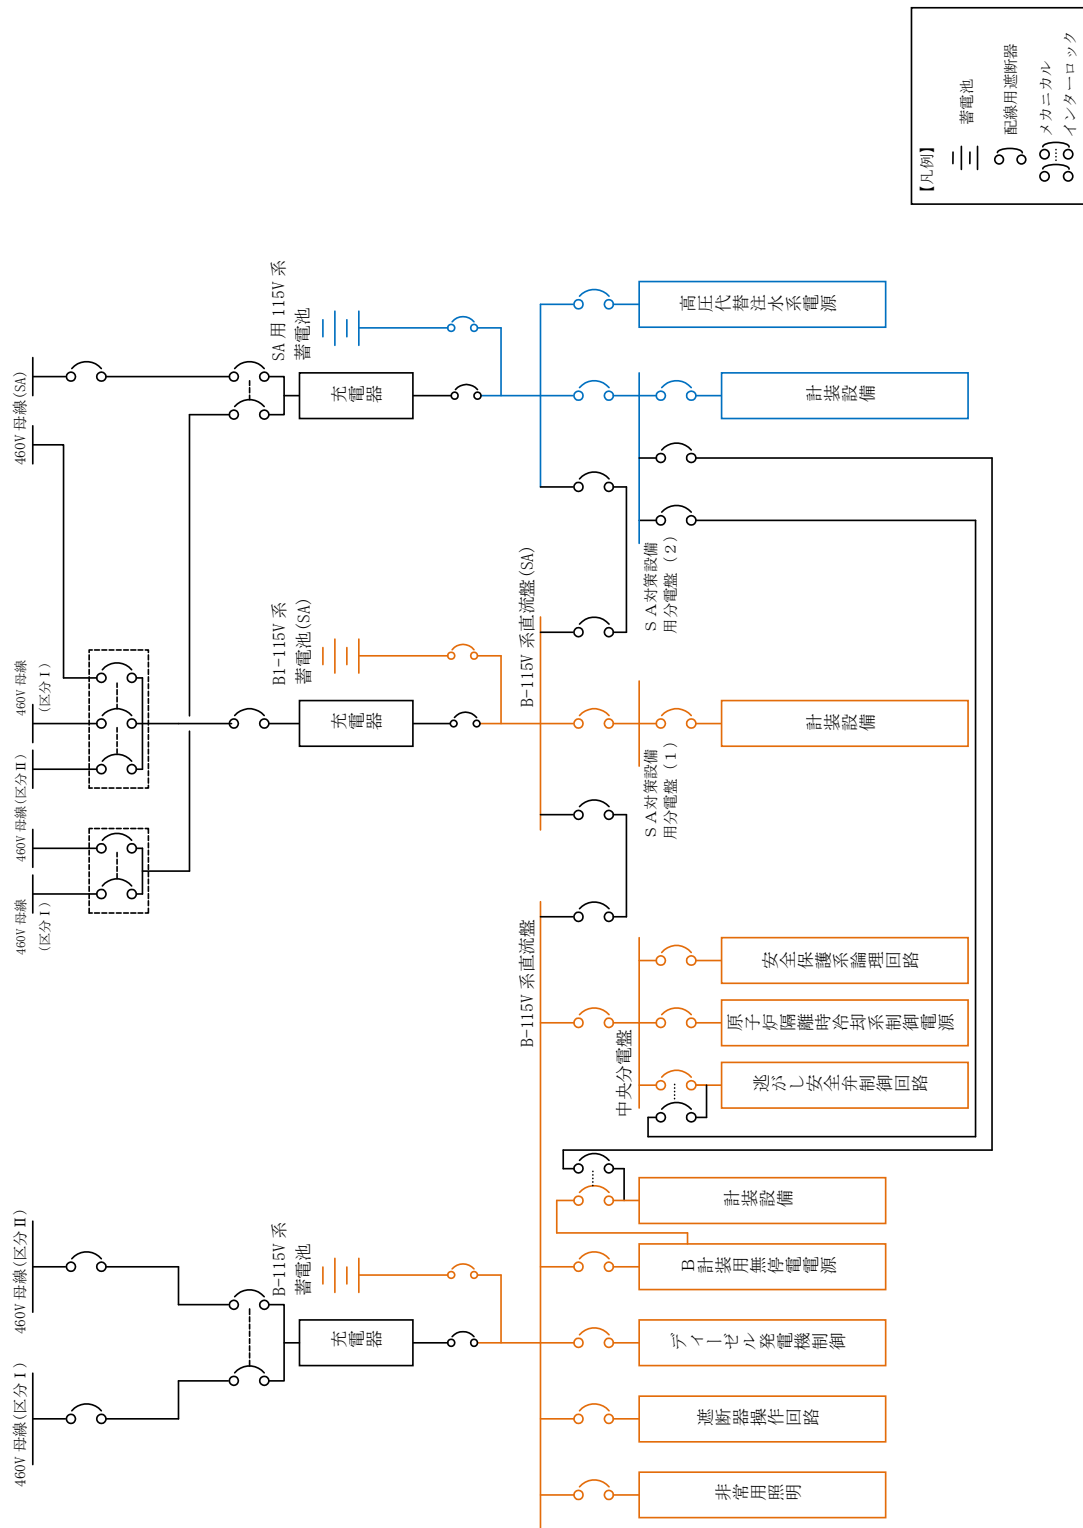 460V 母線(区分Ⅰ)
460V 母線(区分Ⅱ)
460V 母線
(区分Ⅰ)
460V 母線(区分Ⅱ)
460V 母線
(区分Ⅰ)
460V 母線(SA)
B-115V 系
蓄電池
充電器
B1-115V 系
蓄電池(SA)
充電器
SA 用 115V 系
蓄電池
充電器
B-115V 系直流盤
B-115V 系直流盤(SA)
中央分電盤
SA対策設備
用分電盤(1)
SA対策設備
用分電盤(2)
非常用照明
遮断器操作回路
ディーゼル発電機制御
B計装用無停電電源
計装設備
逃がし安全弁制御回路
原子炉隔離時冷却系制御電源
安全保護系論理回路
計装設備
計装設備
高圧代替注水系電源
【凡例】
蓄電池
配線用遮断器
メカニカル
インターロック